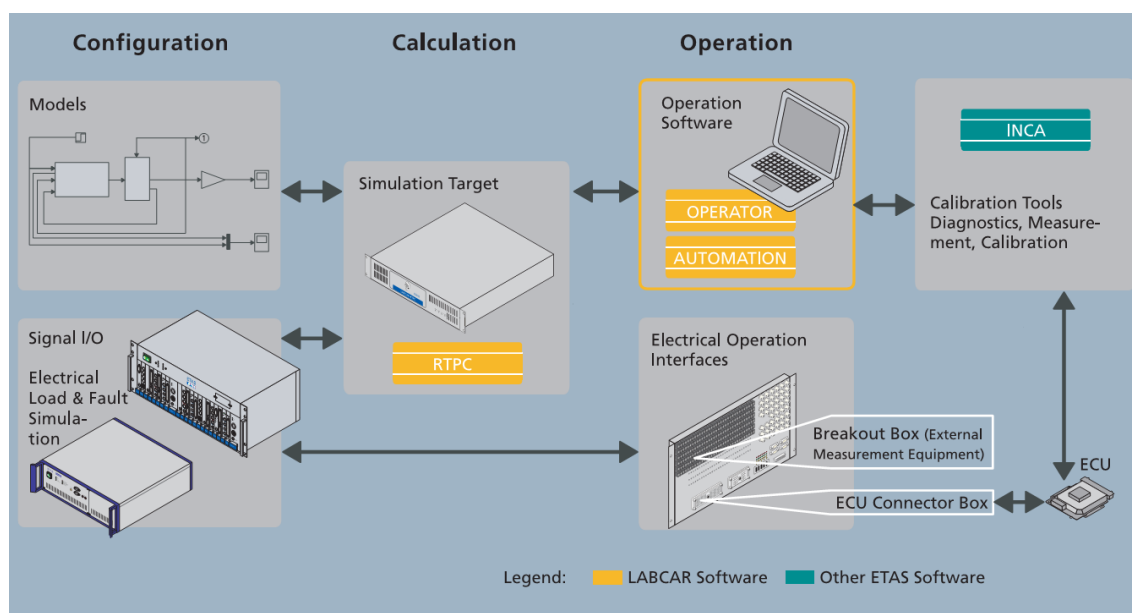 Configuration
Calculation
Operation
Models
1
Simulation Target
RTPC
Operation
Software
OPERATOR
AUTOMATION
INCA
Calibration Tools
Diagnostics, Measure-
ment, Calibration
Signal I/O
Electrical
Load & Fault
Simula-
tion
Electrical Operation
Interfaces
Breakout Box (External
Measurement Equipment)
ECU Connector Box
ECU
Legend:
LABCAR Software
Other ETAS Software